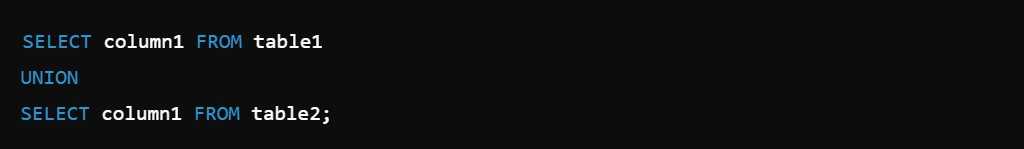 SELECT column1 FROM table1
UNION
SELECT column1 FROM table2;